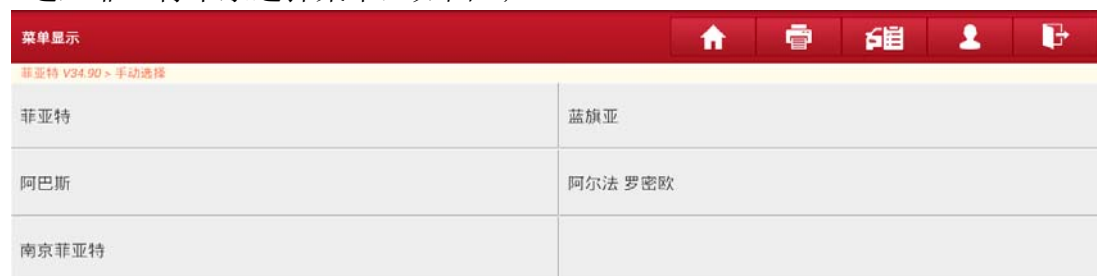 菜单显示
菲亚特 V34.90 > 手动选择
菲亚特
蓝旗亚
阿巴斯
阿尔法 罗密欧
南京菲亚特